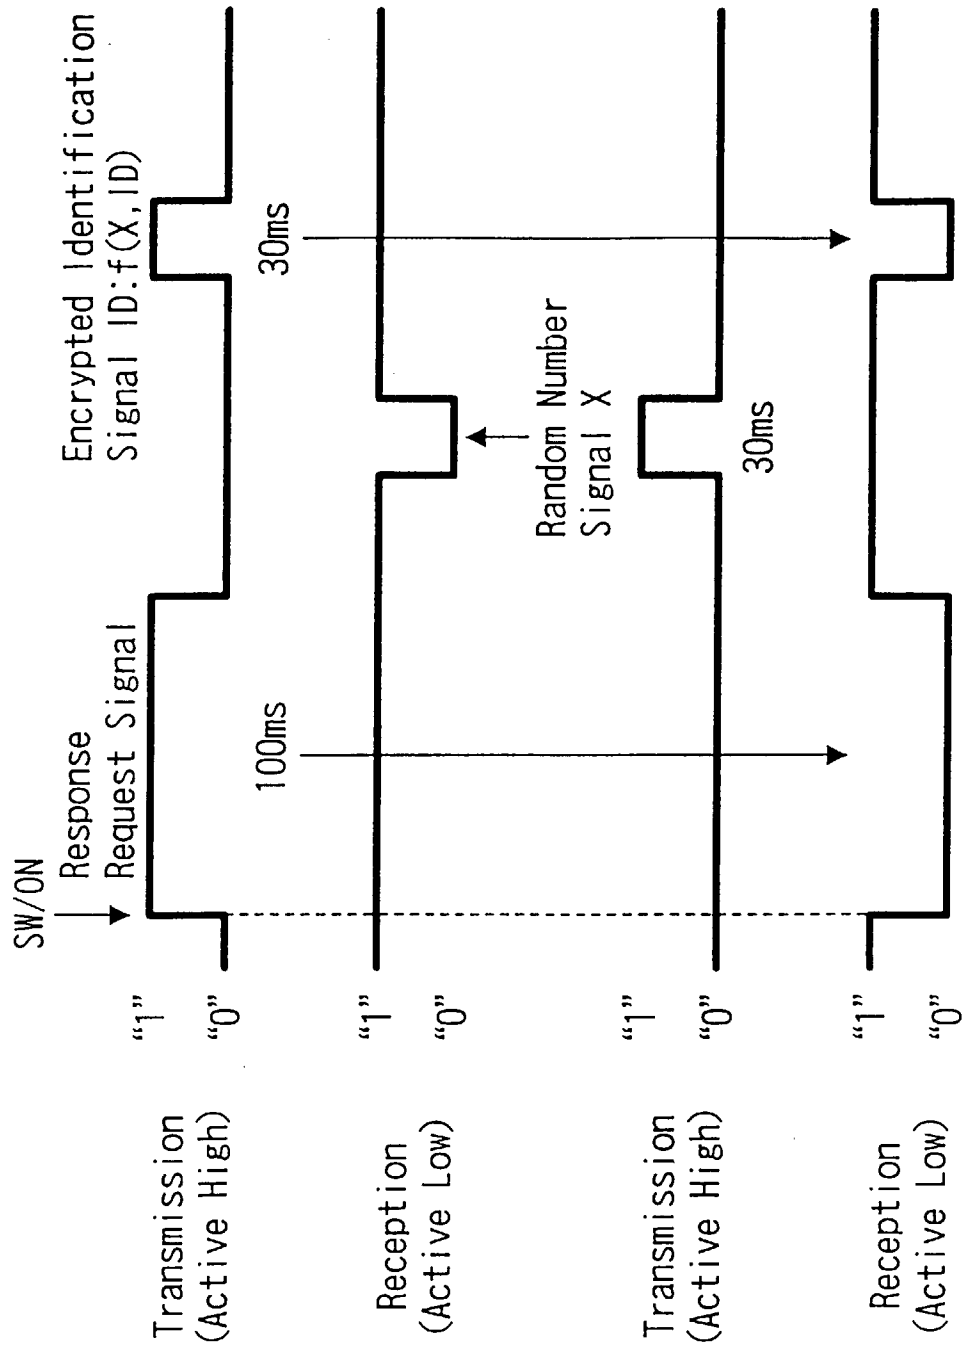 SW/ON
Response
Request Signal
Encrypted Identification
Signal ID:f(X,ID)
Transmission
(Active High)
“1”
“0”
100ms
30ms
Reception
(Active Low)
“1”
“0”
Random Number
Signal X
Transmission
(Active High)
“1”
“0”
30ms
Reception
(Active Low)
“1”
“0”